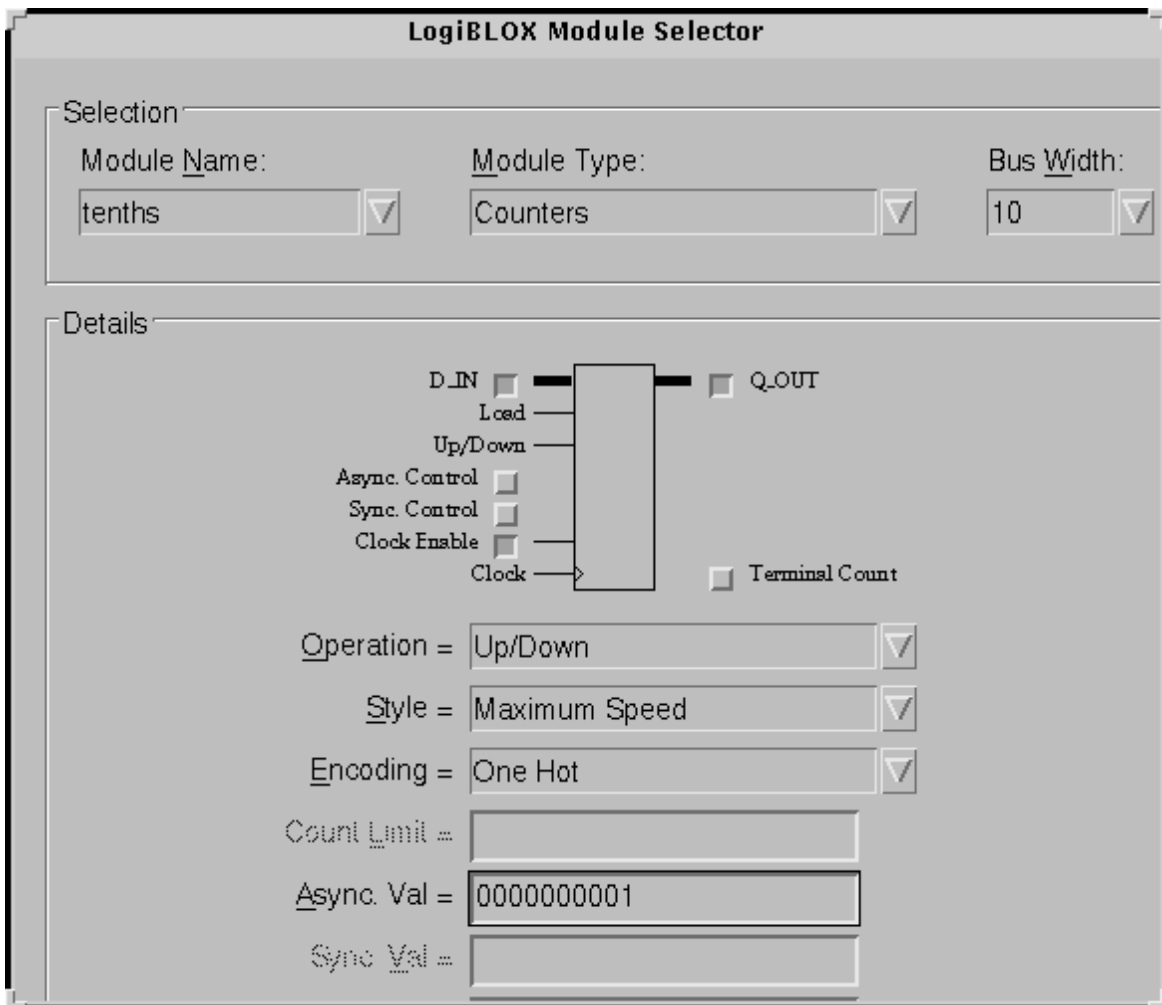 LogiBLOX Module Selector
Selection
Module Name: Module Type: Bus Width:
tenths Counters 10
Details
D_IN Q_OUT
Load
Up/Down
Async. Control
Sync. Control
Clock Enable
Clock Terminal Count
Operation = Up/Down
Style = Maximum Speed
Encoding = One Hot
Count Limit =
Async. Val = 0000000001
Sync. Val =